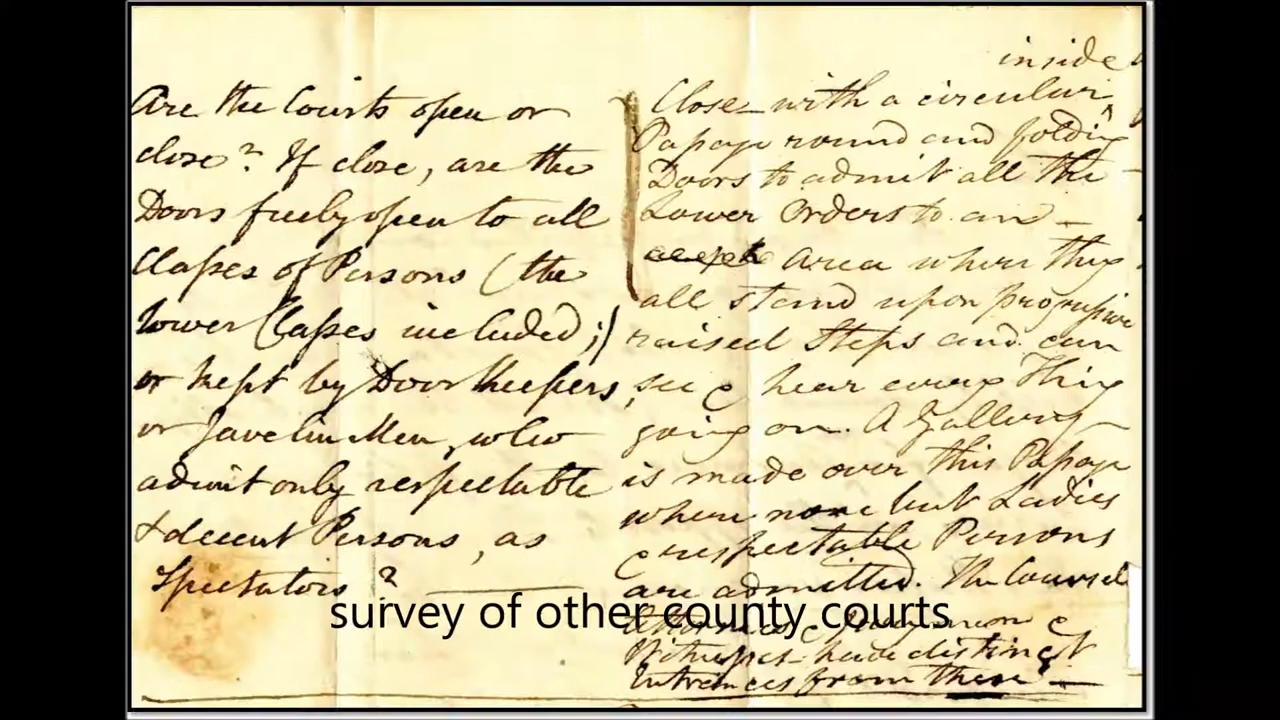 Are the Courts open or
close? If close, are the
Doors freely open to all
Classes of Persons (the
lower Classes included;)
or kept by Door Keepers;
or Javelin Men, who
admit only respectable
& decent Persons, as
Spectators?
inside
Close with a circular
Passage round and folding
Doors to admit all the
Lower Orders to an
area where they
all stand upon progressive
raised Steps and can
see & hear every Thing
going on. A Gallery
is made over this Passage
where none but Ladies
& respectable Persons
are admitted. The Counsel
Attornies & Jurymen &
Witnesses have distinct
Entrances from these
survey of other county courts